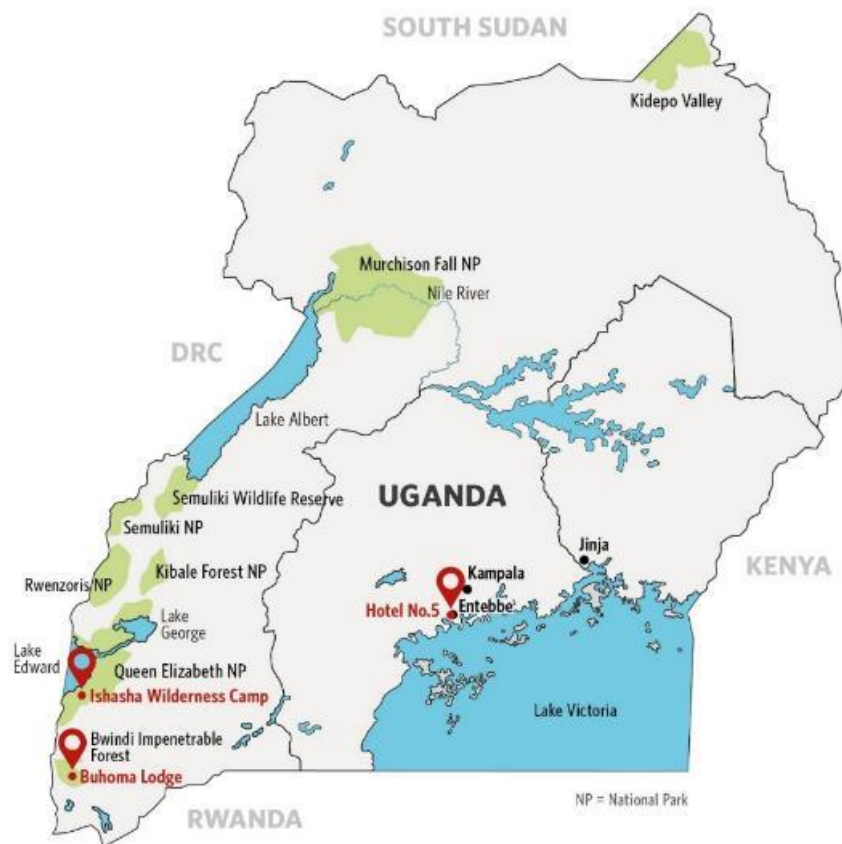 SOUTH SUDAN
Kidepo Valley
Murchison Fall NP
Nile River
DRC
Lake Albert
Semuliki Wildlife Reserve
UGANDA
Semuliki NP
Jinja
KENYA
Kibale Forest NP
Rwenzoris NP
Kampala
Hotel No.5
Entebbe
Lake
George
Lake
Edward
Queen Elizabeth NP
Ishasha Wilderness Camp
Lake Victoria
Bwindi Impenetrable
Forest
Buhoma Lodge
NP = National Park
RWANDA